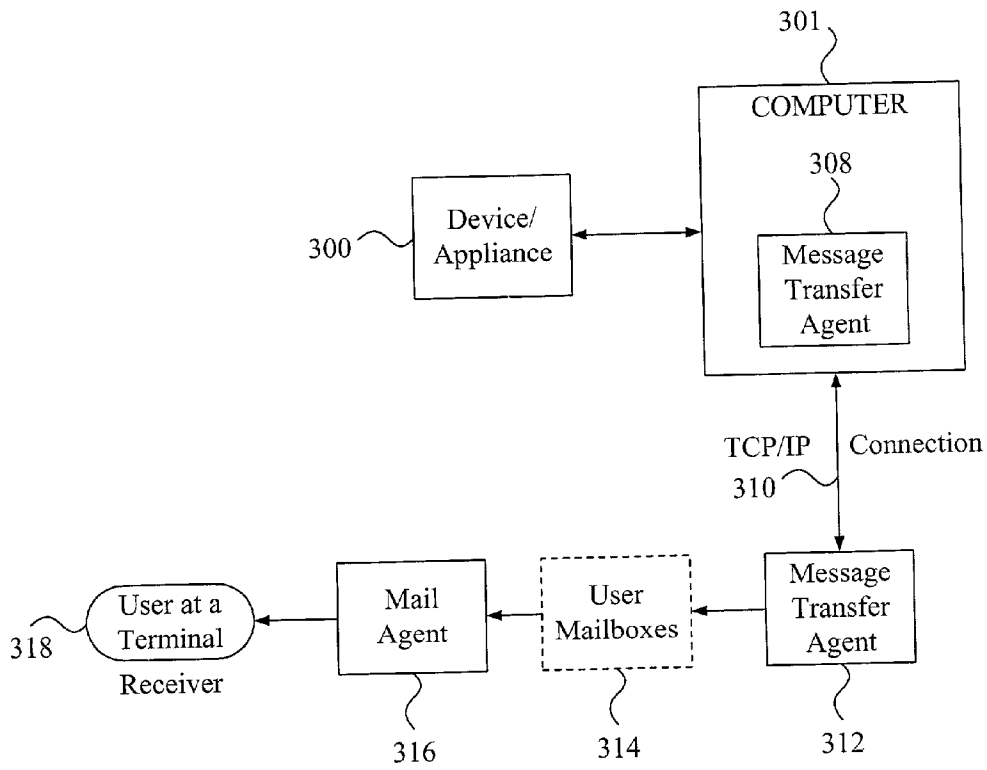 301
COMPUTER
308
Message
Transfer
Agent
Device/
Appliance
300
TCP/IP Connection
310
User at a
Terminal
318
Receiver
Mail
Agent
316
User
Mailboxes
314
Message
Transfer
Agent
312